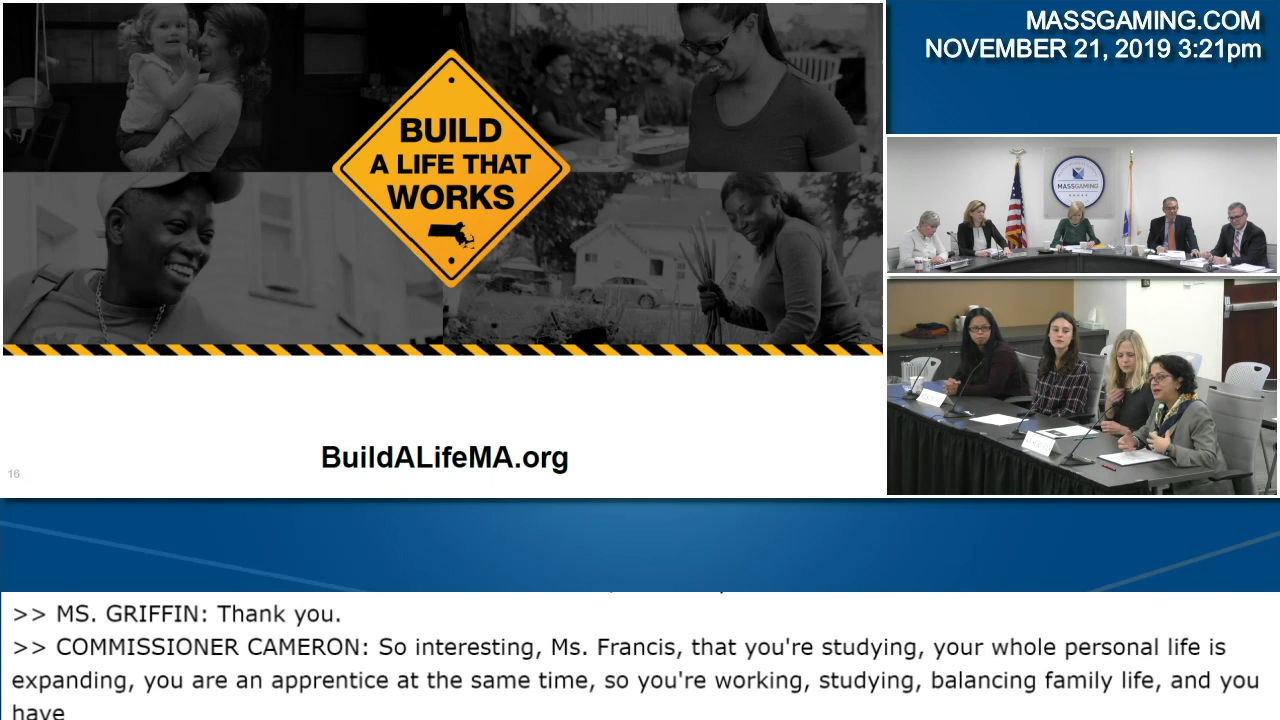 MASSGAMING.COM
NOVEMBER 21, 2019 3:21pm
BUILD
A LIFE THAT
WORKS
MASSGAMING
BuildALifeMA.org
16
>> MS. GRIFFIN: Thank you.
>> COMMISSIONER CAMERON: So interesting, Ms. Francis, that you're studying, your whole personal life is
expanding, you are an apprentice at the same time, so you're working, studying, balancing family life, and you
have